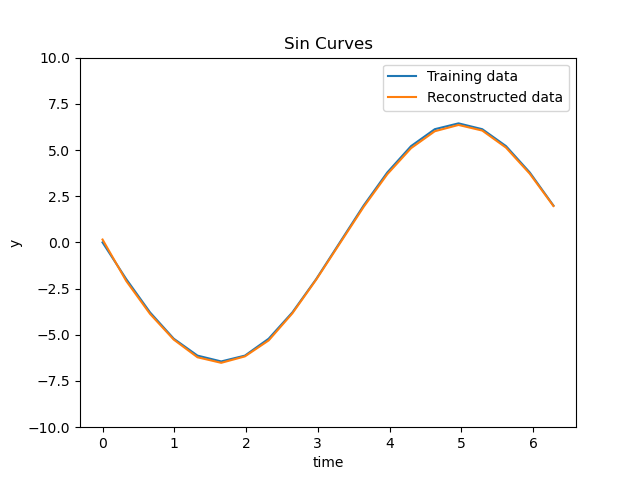 Sin Curves
Training data
Reconstructed data
10.0
7.5
5.0
2.5
0.0
−2.5
−5.0
−7.5
−10.0
y
0 1 2 3 4 5 6
time